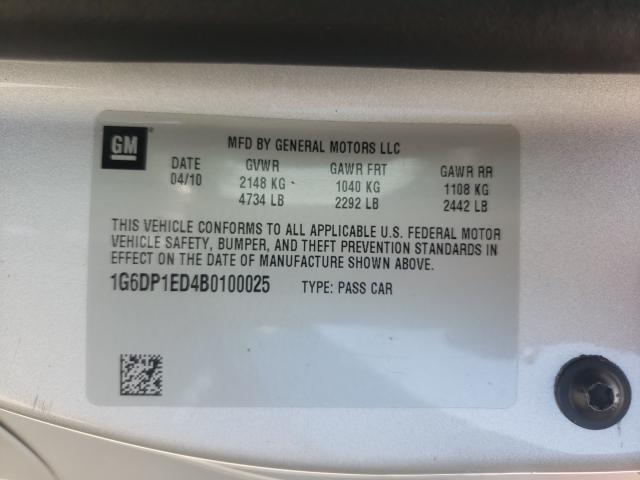 GM
MFD BY GENERAL MOTORS LLC
DATE GVWR GAWR FRT GAWR RR
04/10 2148 KG 1040 KG 1108 KG
4734 LB 2292 LB 2442 LB
THIS VEHICLE CONFORMS TO ALL APPLICABLE U.S. FEDERAL MOTOR
VEHICLE SAFETY, BUMPER, AND THEFT PREVENTION STANDARDS IN
EFFECT ON THE DATE OF MANUFACTURE SHOWN ABOVE.
1G6DP1ED4B0100025 TYPE: PASS CAR